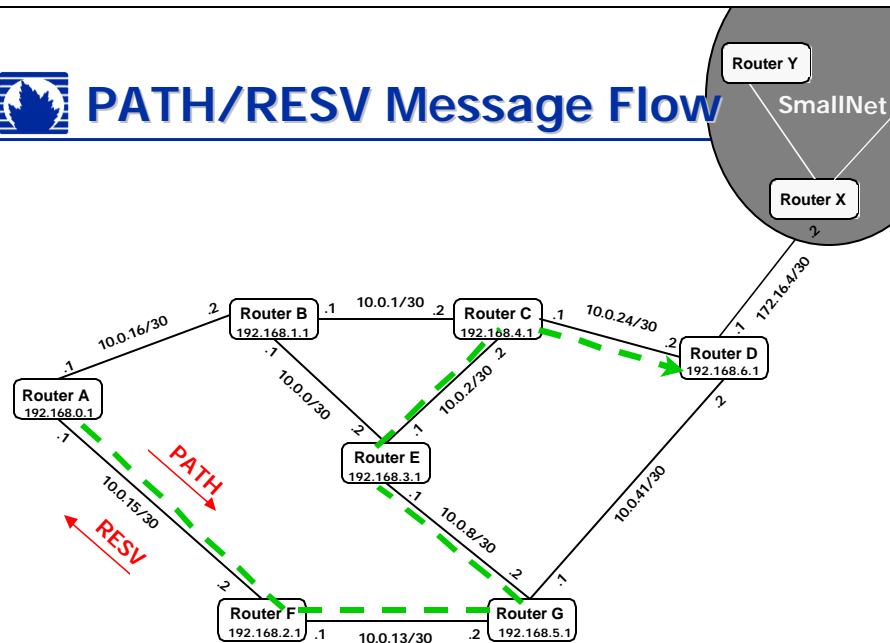 Router Y
PATH/RESV Message Flow
SmallNet
Router X
.2
172.16.4/30
.1
Router B
192.168.1.1
.2
.1
10.0.1/30
.2
Router C
192.168.4.1
.1
10.0.24/30
.2
Router D
192.168.6.1
10.0.16/30
.1
.1
10.0.0/30
.2
.2
10.0.2/30
.1
.2
Router A
192.168.0.1
.1
PATH
10.0.15/30
RESV
.2
Router E
192.168.3.1
.1
10.0.8/30
.2
10.0.41/30
.1
Router F
192.168.2.1
.1
10.0.13/30
.2
Router G
192.168.5.1